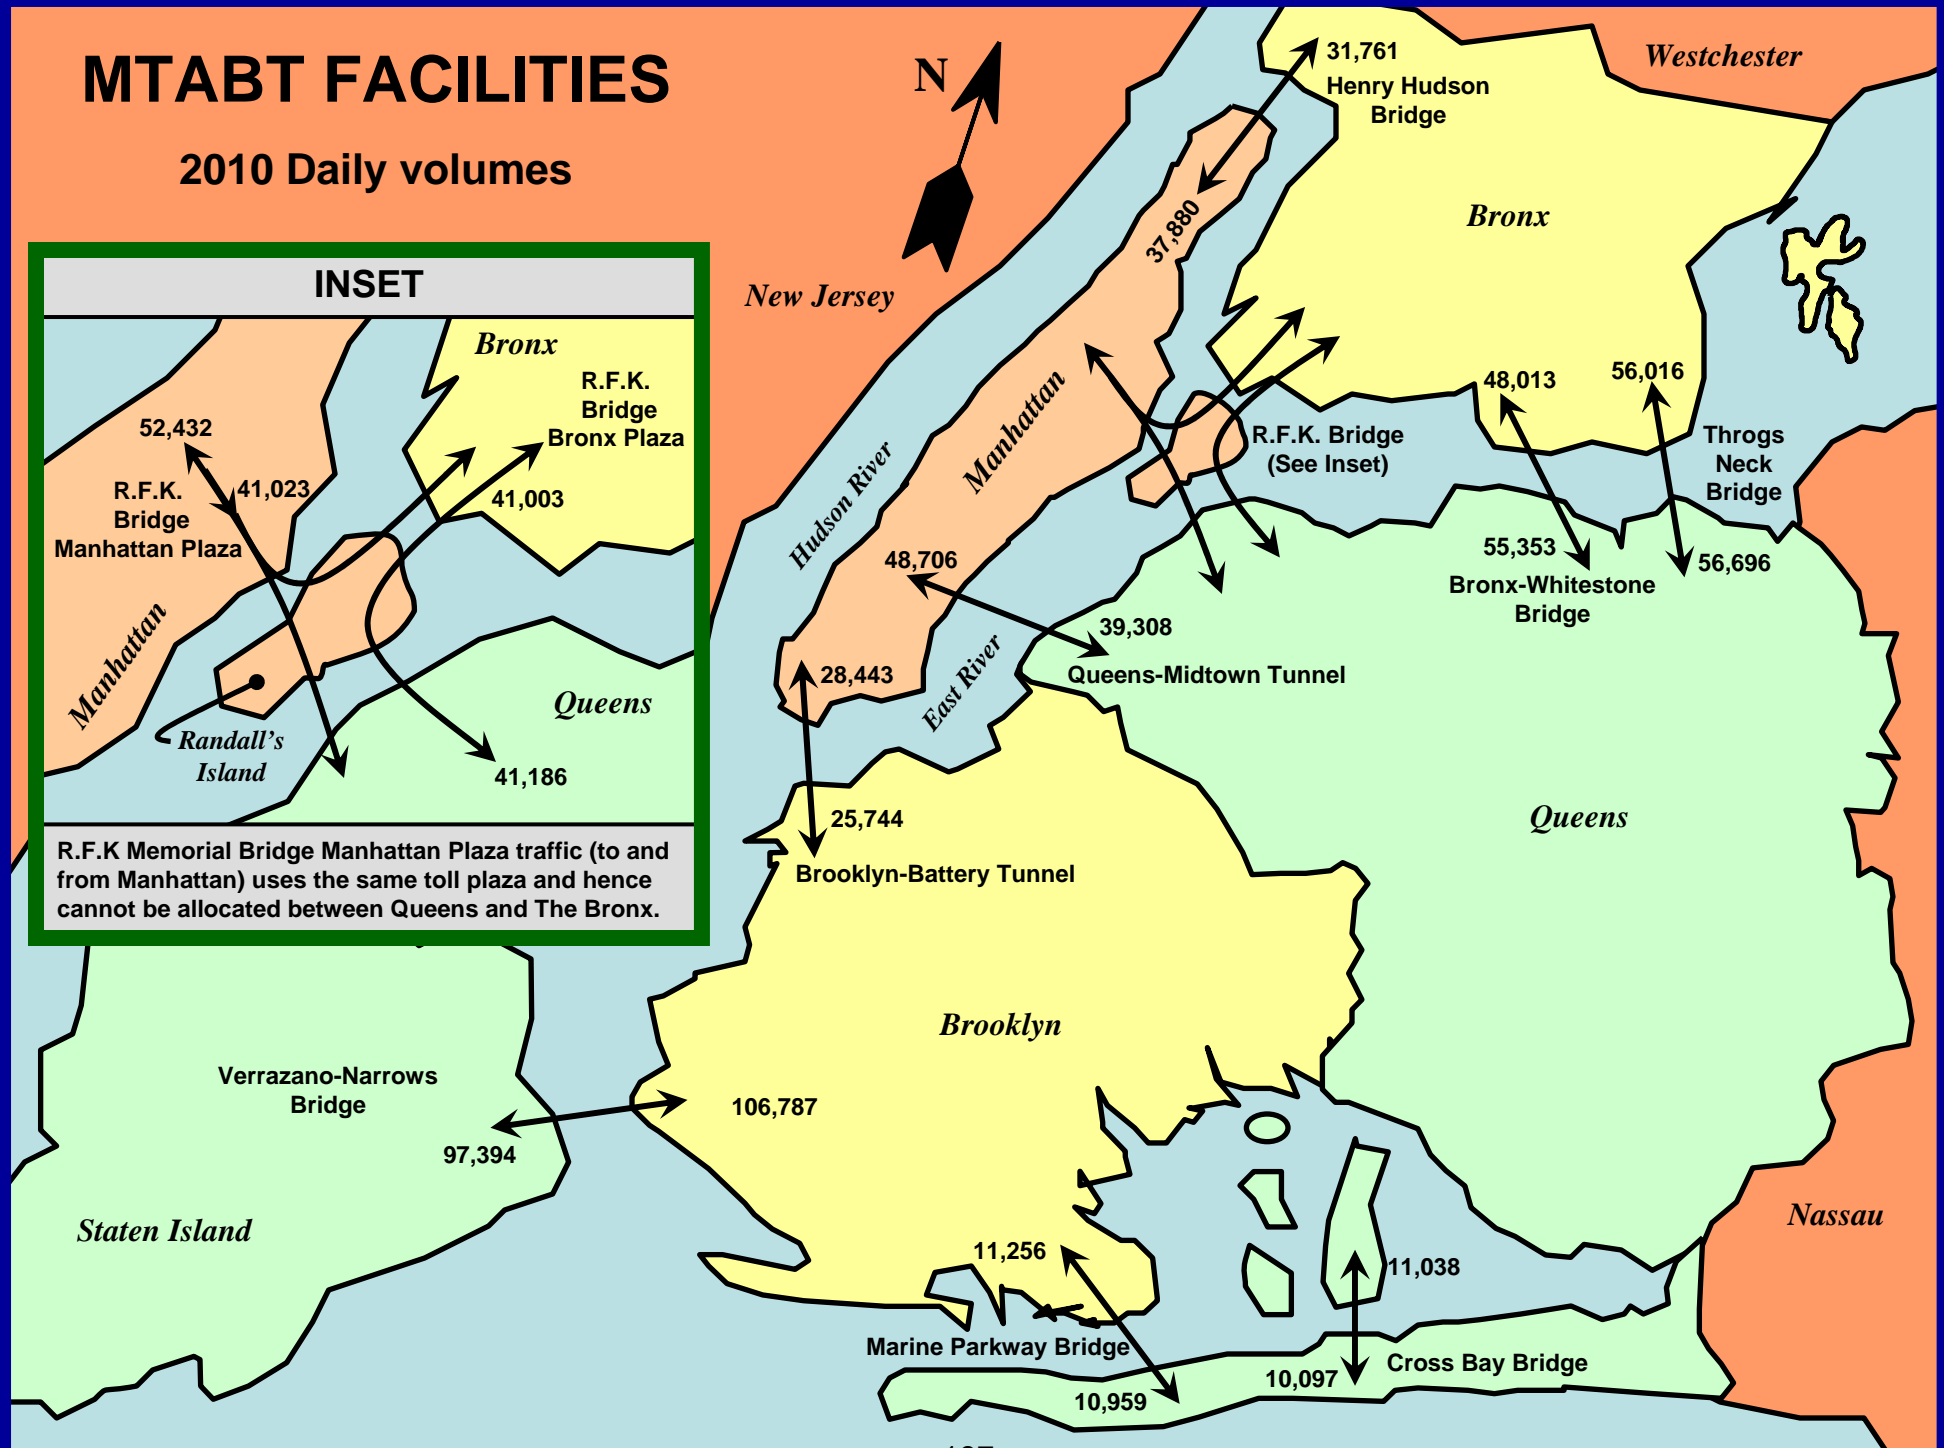 MTABT FACILITIES
2010 Daily volumes
N
31,761
Henry Hudson
Bridge
Westchester
37,880
Bronx
New Jersey
INSET
Bronx
R.F.K.
Bridge
Bronx Plaza
52,432
R.F.K.
Bridge
Manhattan Plaza
41,023
41,003
Manhattan
Queens
Randall's
Island
41,186
R.F.K Memorial Bridge Manhattan Plaza traffic (to and
from Manhattan) uses the same toll plaza and hence
cannot be allocated between Queens and The Bronx.
48,013
56,016
Manhattan
Hudson River
R.F.K. Bridge
(See Inset)
Throgs
Neck
Bridge
48,706
55,353
56,696
Bronx-Whitestone
Bridge
39,308
Queens-Midtown Tunnel
East River
28,443
25,744
Brooklyn-Battery Tunnel
Queens
Brooklyn
Verrazano-Narrows
Bridge
106,787
97,394
Staten Island
Nassau
11,256
11,038
Marine Parkway Bridge
Cross Bay Bridge
10,097
10,959